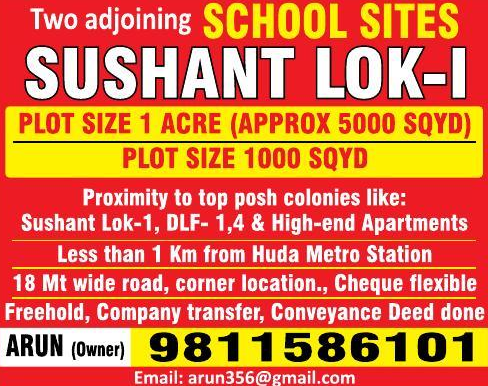 Two adjoining SCHOOL SITES
SUSHANT LOK-I
PLOT SIZE 1 ACRE (APPROX 5000 SQYD)
PLOT SIZE 1000 SQYD
Proximity to top posh colonies like:
Sushant Lok-1, DLF- 1,4 & High-end Apartments
Less than 1 Km from Huda Metro Station
18 Mt wide road, corner location., Cheque flexible
Freehold, Company transfer, Conveyance Deed done
ARUN (Owner) 9811586101
Email: arun356@gmail.com